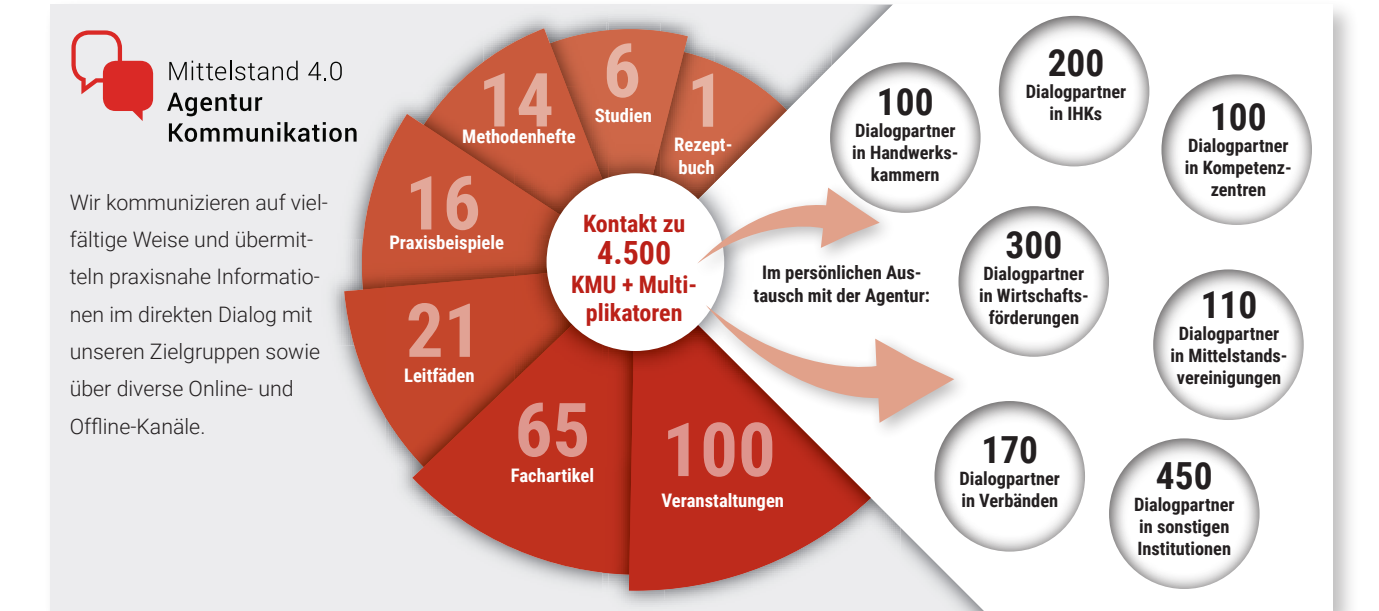 Mittelstand 4.0
Agentur
Kommunikation
Wir kommunizieren auf viel-
fältige Weise und übermit-
teln praxisnahe Informatio-
nen im direkten Dialog mit
unseren Zielgruppen sowie
über diverse Online- und
Offline-Kanäle.
1
Rezept-
buch
6
Studien
14
Methodenhefte
16
Praxisbeispiele
21
Leitfäden
65
Fachartikel
100
Veranstaltungen
Kontakt zu
4.500
KMU + Multi-
plikatoren
Im persönlichen Aus-
tausch mit der Agentur:
100
Dialogpartner
in Handwerks-
kammern
200
Dialogpartner
in IHKs
100
Dialogpartner
in Kompetenz-
zentren
300
Dialogpartner
in Wirtschafts-
förderungen
110
Dialogpartner
in Mittelstands-
vereinigungen
170
Dialogpartner
in Verbänden
450
Dialogpartner
in sonstigen
Institutionen